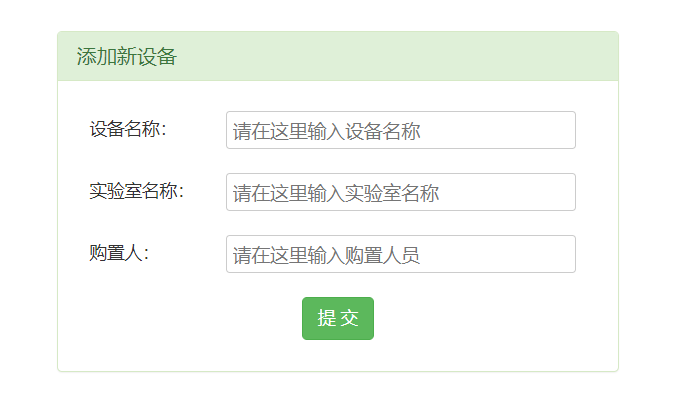 添加新设备
设备名称：
请在这里输入设备名称
实验室名称：
请在这里输入实验室名称
购置人：
请在这里输入购置人员
提 交